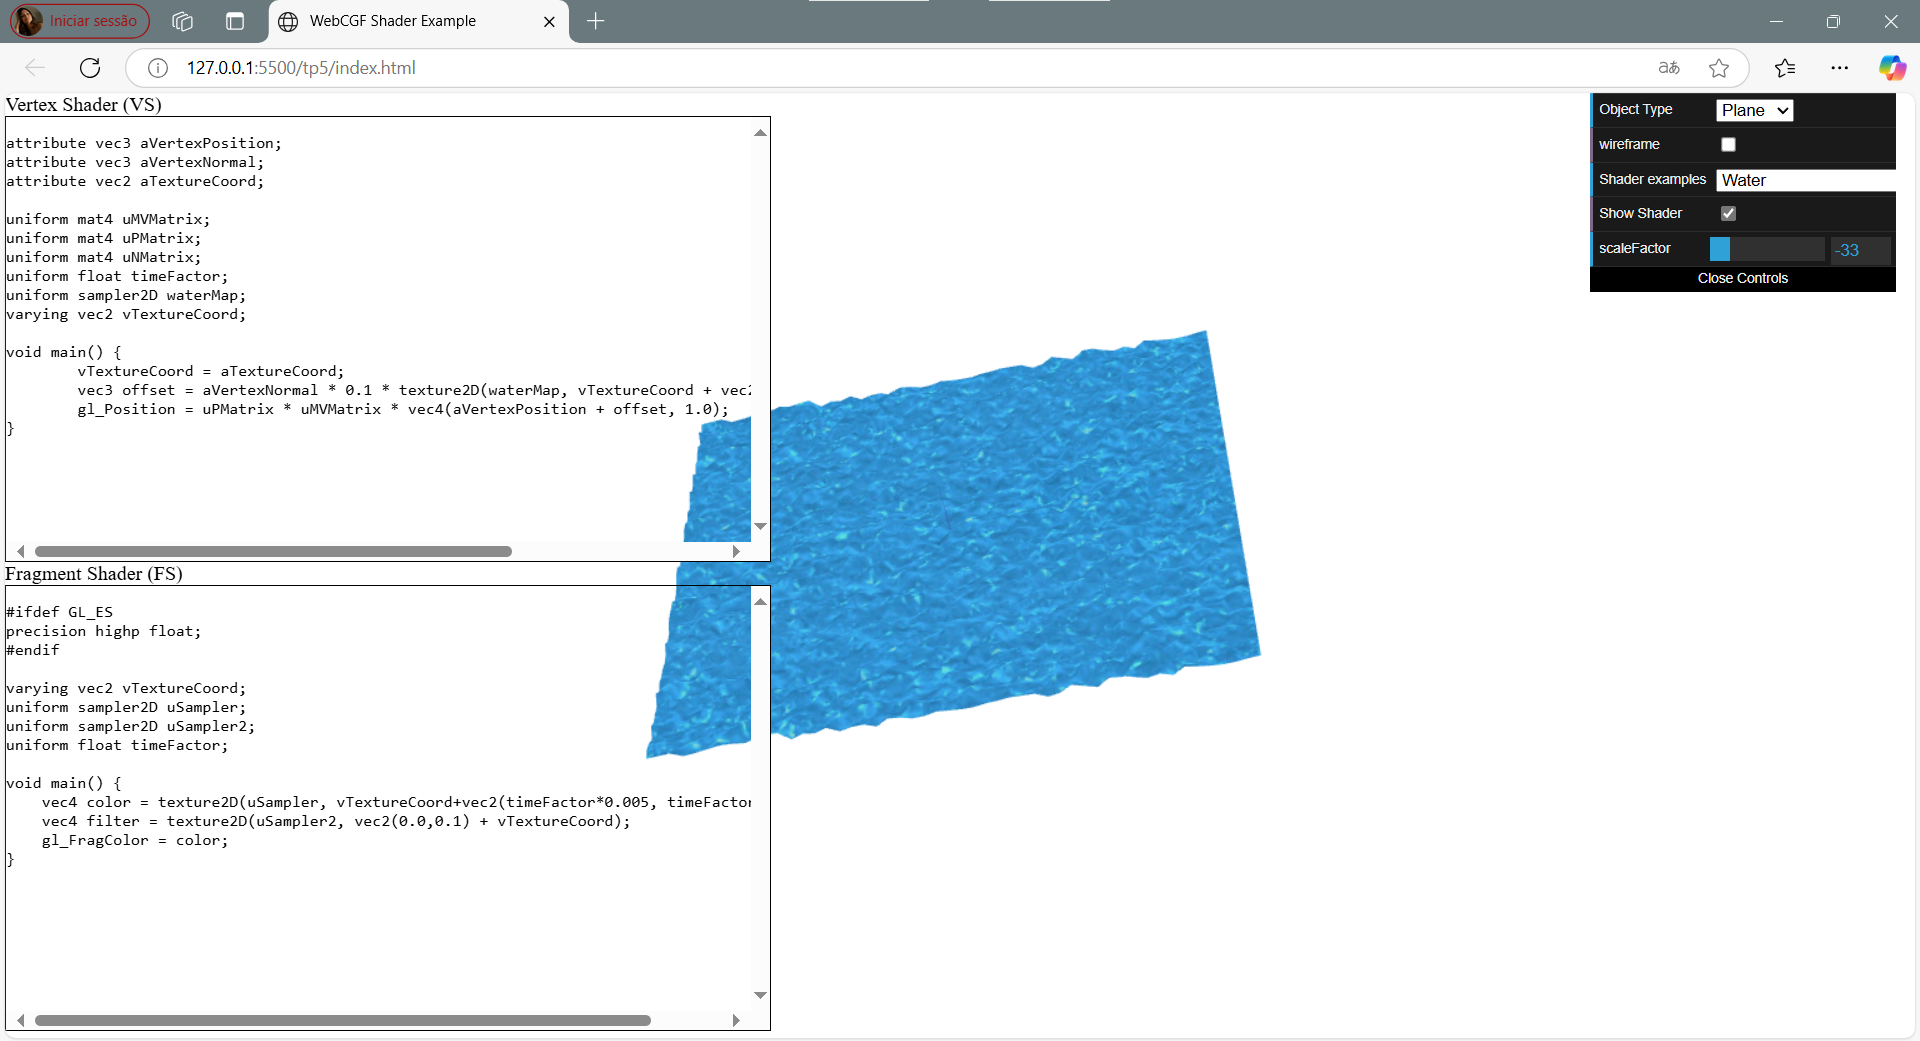 Iniciar sessão
WebCGF Shader Example
127.0.0.1:5500/tp5/index.html
aあ
Vertex Shader (VS)
attribute vec3 aVertexPosition;
attribute vec3 aVertexNormal;
attribute vec2 aTextureCoord;
uniform mat4 uMVMatrix;
uniform mat4 uPMatrix;
uniform mat4 uNMatrix;
uniform float timeFactor;
uniform sampler2D waterMap;
varying vec2 vTextureCoord;
void main() {
vTextureCoord = aTextureCoord;
vec3 offset = aVertexNormal * 0.1 * texture2D(waterMap, vTextureCoord + vec2
gl_Position = uPMatrix * uMVMatrix * vec4(aVertexPosition + offset, 1.0);
}
Fragment Shader (FS)
#ifdef GL_ES
precision highp float;
#endif
varying vec2 vTextureCoord;
uniform sampler2D uSampler;
uniform sampler2D uSampler2;
uniform float timeFactor;
void main() {
vec4 color = texture2D(uSampler, vTextureCoord+vec2(timeFactor*0.005, timeFactor
vec4 filter = texture2D(uSampler2, vec2(0.0,0.1) + vTextureCoord);
gl_FragColor = color;
}
Object Type Plane
wireframe
Shader examples Water
Show Shader
scaleFactor -33
Close Controls